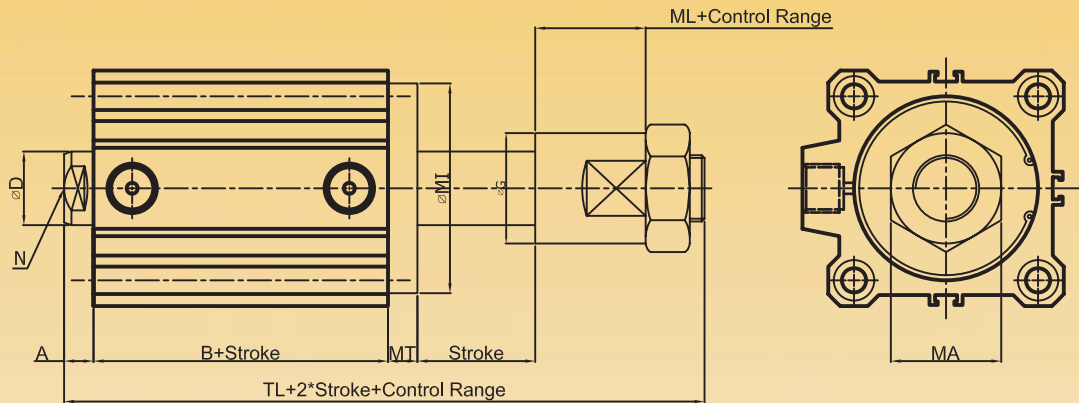 ML+Control Range
⌀D
⌀MI
⌀G
N
A
B+Stroke
MT
Stroke
MA
TL+2*Stroke+Control Range